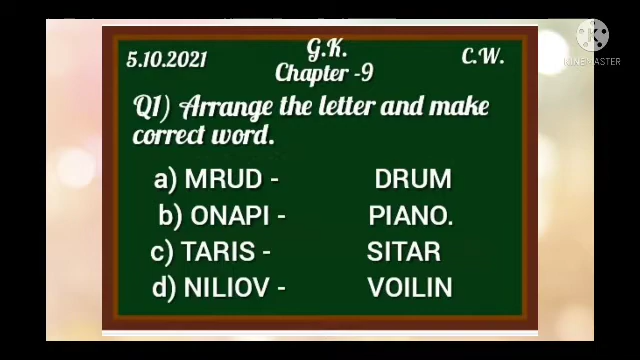 KINEMASTER
5.10.2021 G.K. C.W.
Chapter -9
Q1) Arrange the letter and make
correct word.
a) MRUD - DRUM
b) ONAPI - PIANO.
c) TARIS - SITAR
d) NILIOV - VOILIN